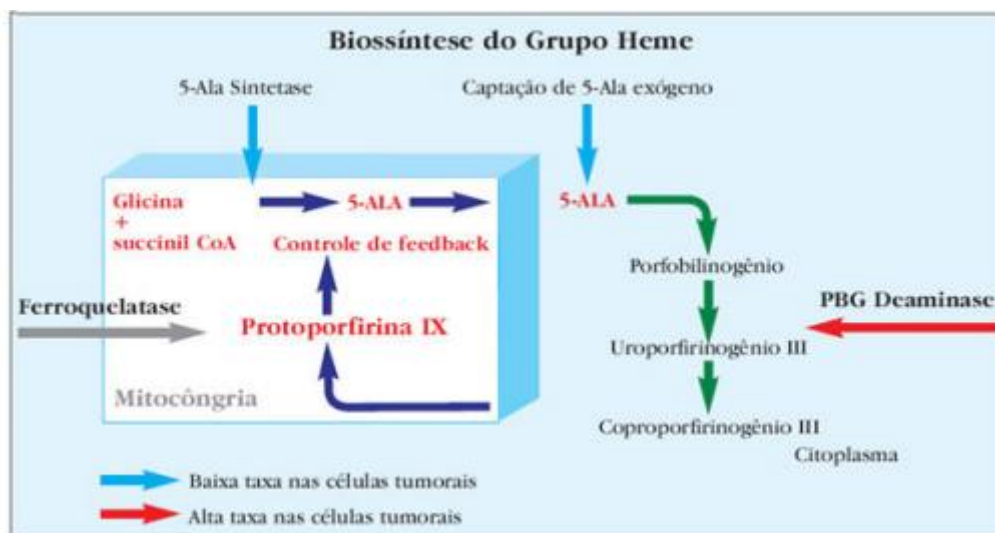 Biossíntese do Grupo Heme
5-Ala Sintetase
Captação de 5-Ala exógeno
Glicina
+
succinil CoA
5-ALA
5-ALA
Controle de feedback
Porfobilinogênio
Ferroquelatase
PBG Deaminase
Protoporfirina IX
Uroporfirinogênio III
Mitocôngria
Coproporfirinogênio III
Citoplasma
Baixa taxa nas células tumorais
Alta taxa nas células tumorais